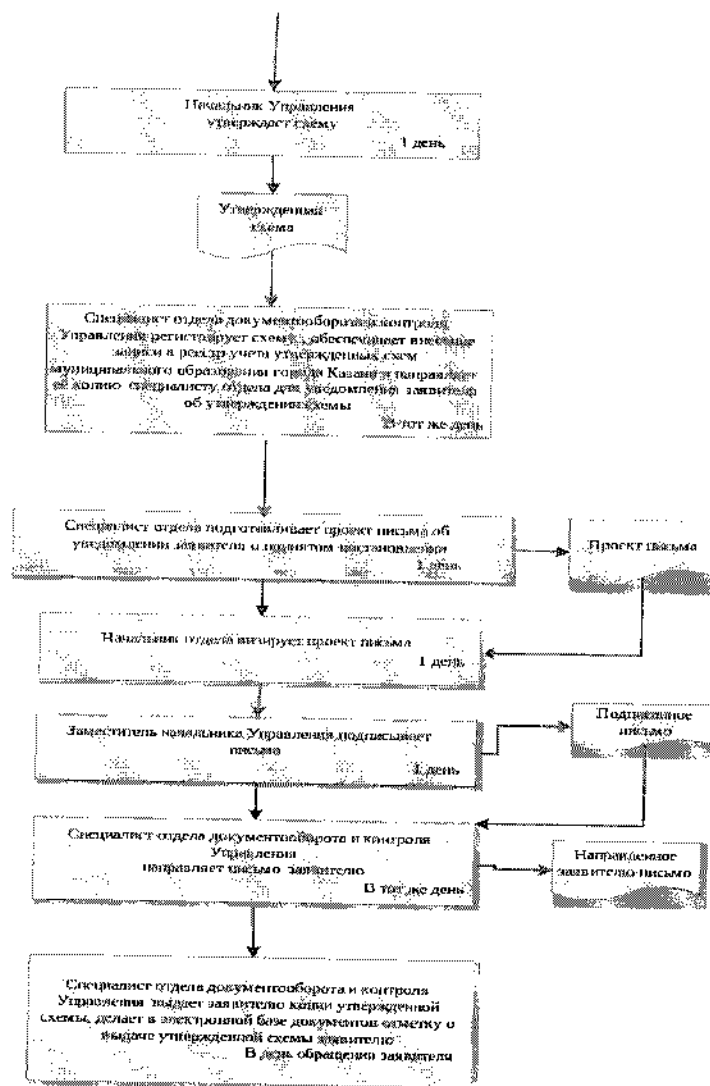 Начальник Управления
утверждает схему
1 день
Утвержденная
схема
Специалист отдела документооборота и контроля
Управления регистрирует схему, обеспечивает внесение
записи в реестр учета утвержденных схем
муниципального образования города Казани и направляет
ее копию специалисту отдела для уведомления заявителя
об утверждении схемы
В тот же день
Специалист отдела подготавливает проект письма об
уведомлении заявителя о принятом постановлении
1 день
Проект письма
Начальник отдела визирует проект письма
1 день
Заместитель начальника Управления подписывает
письмо
1 день
Подписанное
письмо
Специалист отдела документооборота и контроля
Управления
направляет письмо заявителю
В тот же день
Направленное
заявителю письмо
Специалист отдела документооборота и контроля
Управления выдает заявителю копии утвержденной
схемы, делает в электронной базе документов отметку о
выдаче утвержденной схемы заявителю
В день обращения заявителя